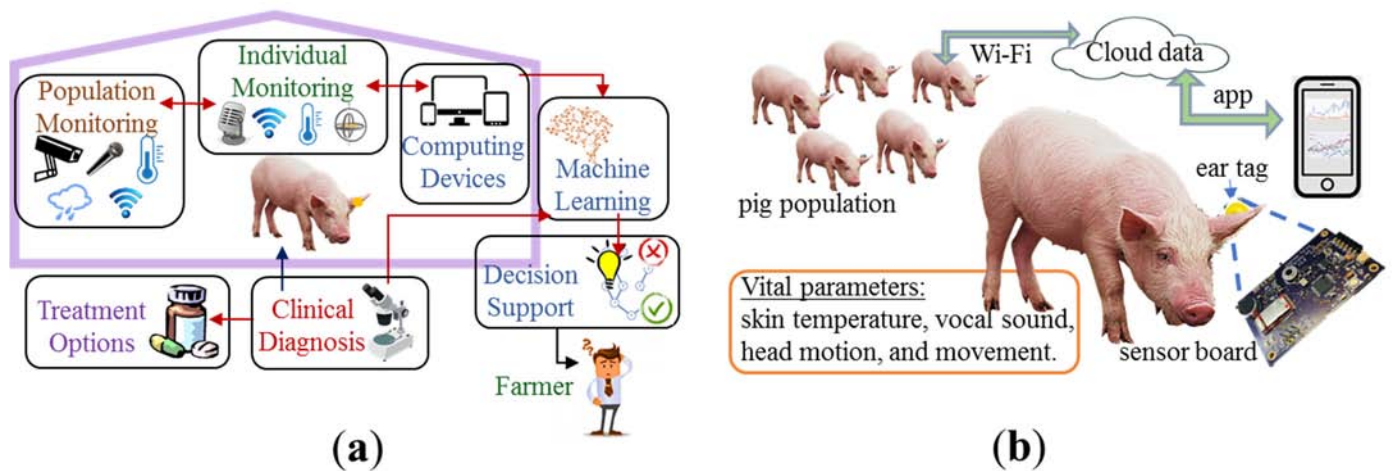 Population
Monitoring
Individual
Monitoring
Computing
Devices
Machine
Learning
Decision
Support
Treatment
Options
Clinical
Diagnosis
Farmer
(a)
Wi-Fi
Cloud data
app
pig population
ear tag
Vital parameters:
skin temperature, vocal sound,
head motion, and movement.
sensor board
(b)